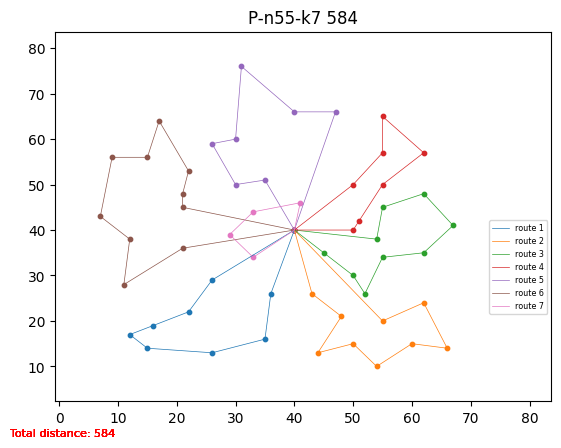 P-n55-k7 584
80
70
60
50
40
30
20
10
0 10 20 30 40 50 60 70 80
route 1
route 2
route 3
route 4
route 5
route 6
route 7
Total distance: 584